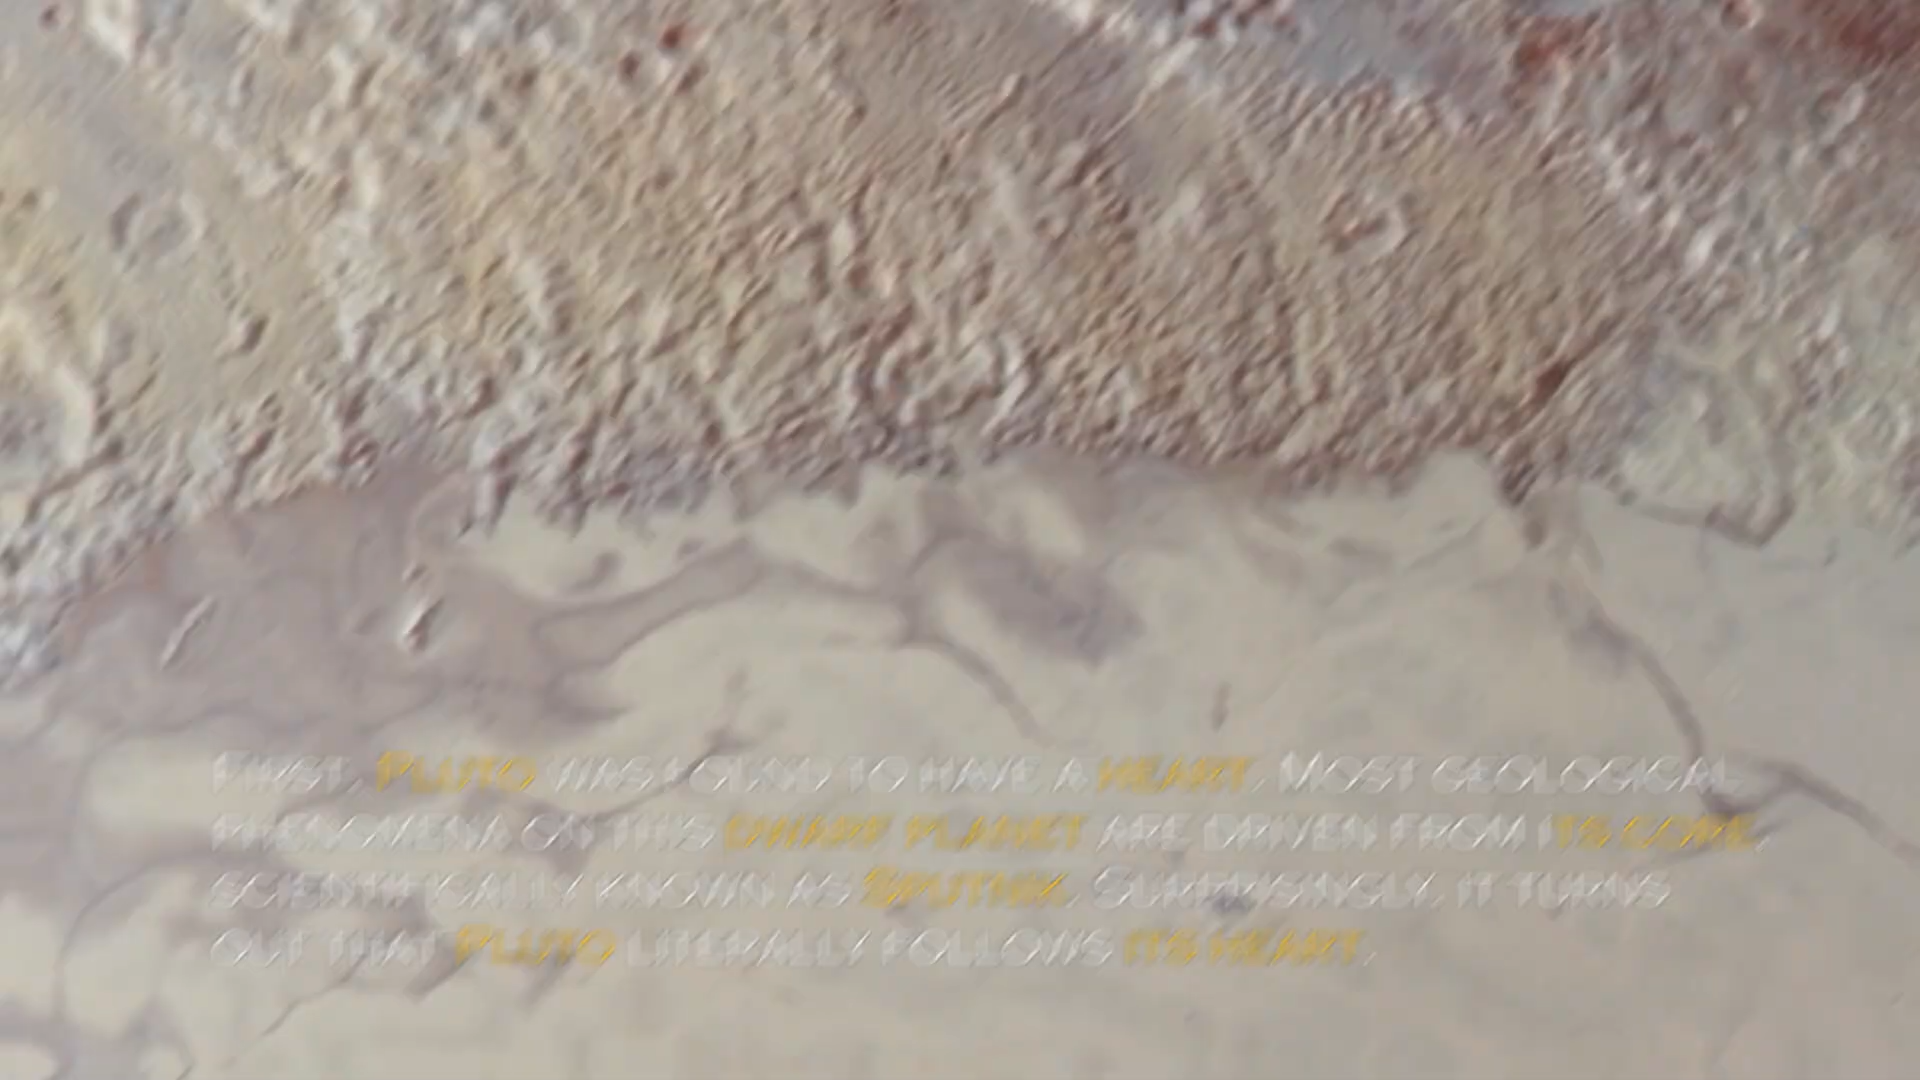 First, Pluto was found to have a heart. Most geological
phenomena on this dwarf planet are driven from its core,
scientifically known as Sputnik. Surprisingly, it turns
out that Pluto literally follows its heart.